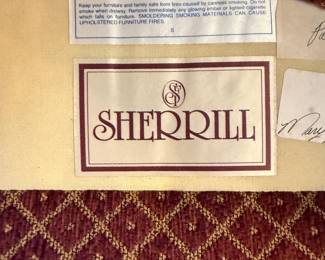 Keep your furniture and family safe from fires caused by careless smoking. Do not
smoke when drowsy. Remove immediately any glowing ember or lighted cigarette
which falls on furniture. SMOLDERING SMOKING MATERIALS CAN CAUSE
UPHOLSTERED FURNITURE FIRES.
SHERRILL